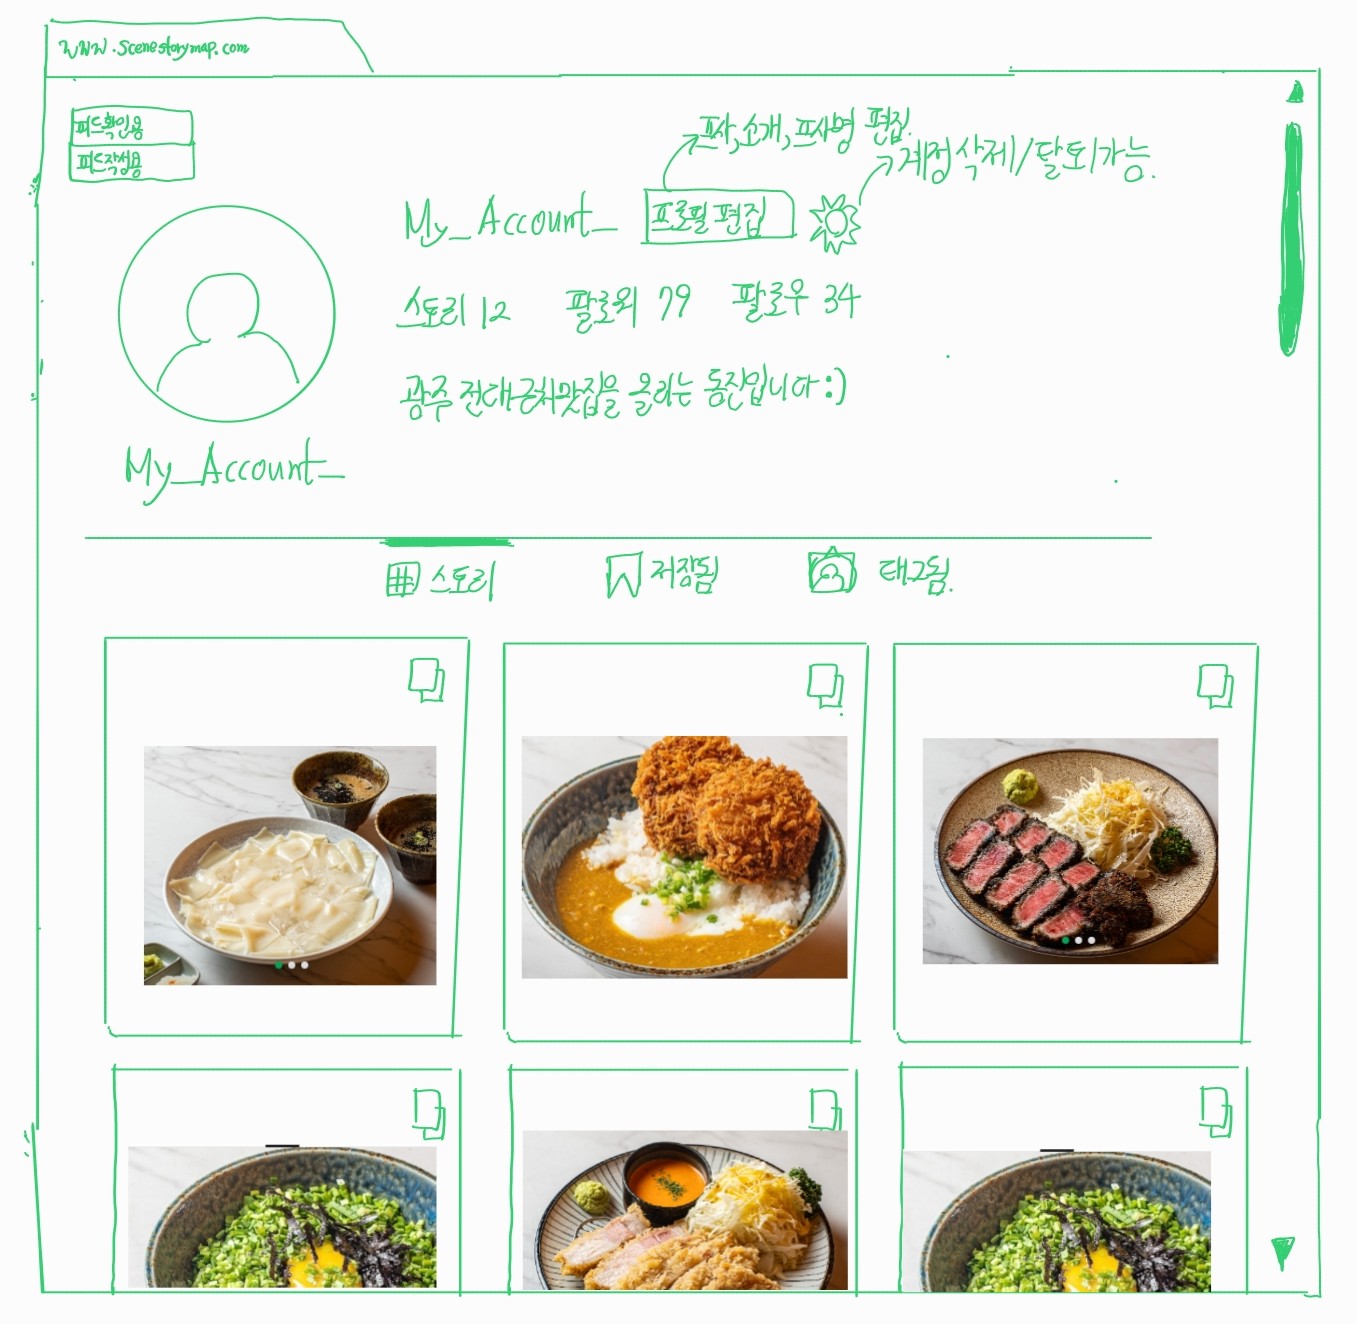 www.scenestorymap.com
피드확인용
피드작성용
프사,소개,프사명 편집.
계정 삭제/탈퇴가능.
My_Account_ 프로필 편집
스토리 12 팔로워 79 팔로우 34
광주 전대근처맛집을 올리는 동진입니다 :)
My_Account_
스토리 저장됨 태그됨.